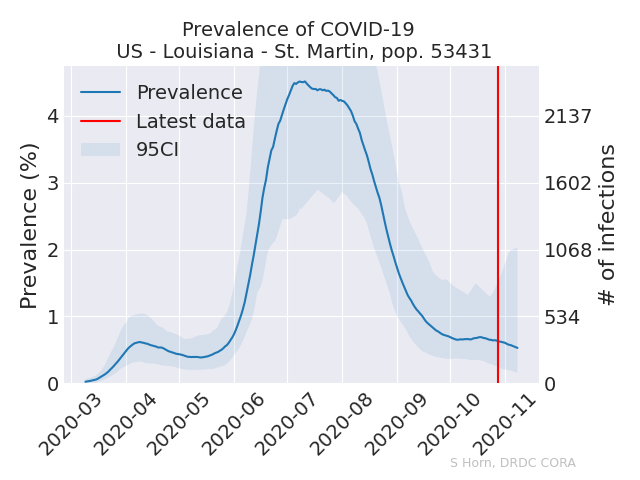 Prevalence of COVID-19
US - Louisiana - St. Martin, pop. 53431
Prevalence
Latest data
95CI
Prevalence (%)
4
3
2
1
0
2137
1602
1068
534
0
# of infections
2020-03
2020-04
2020-05
2020-06
2020-07
2020-08
2020-09
2020-10
2020-11
S Horn, DRDC CORA